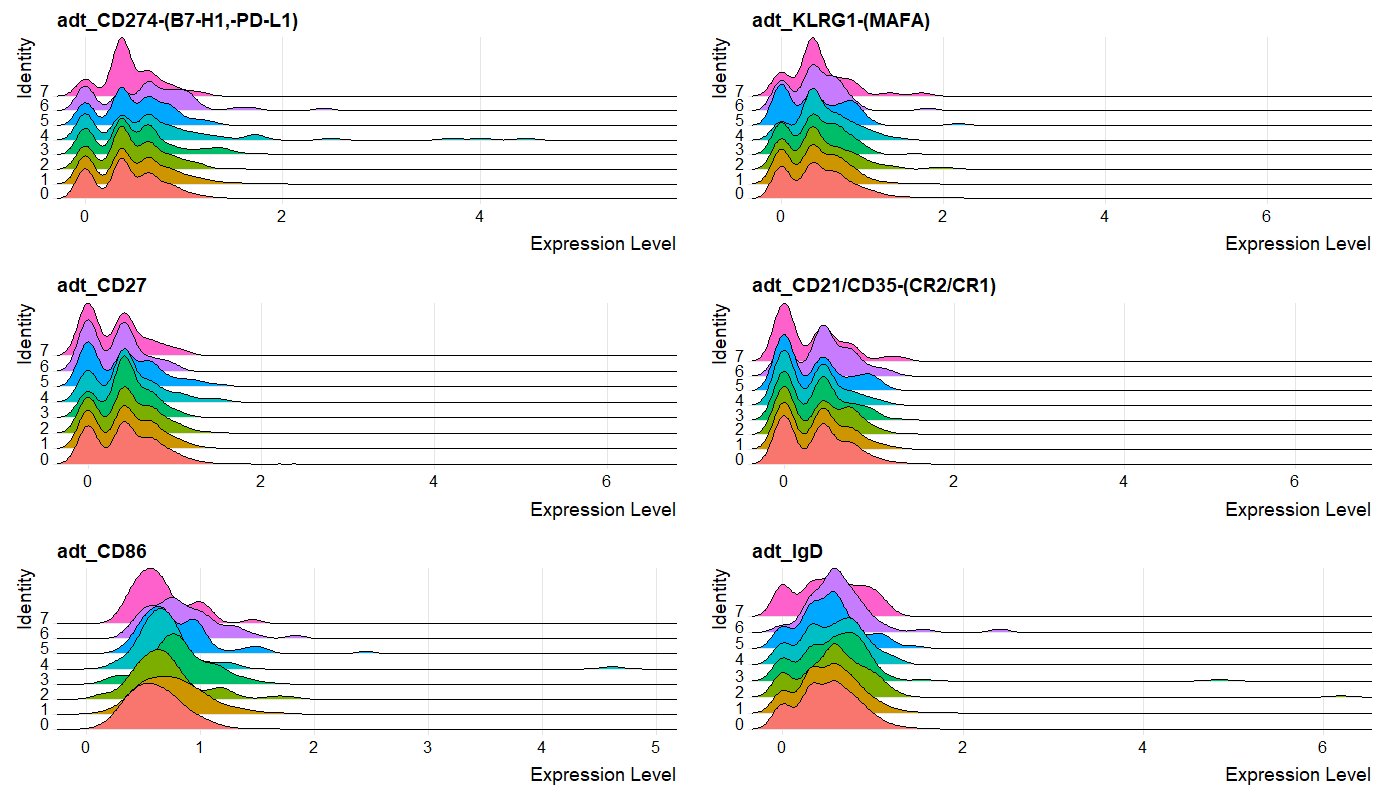 adt_CD274-(B7-H1,-PD-L1)
Identity
7
6
5
4
3
2
1
0
0 2 4
Expression Level
adt_KLRG1-(MAFA)
Identity
7
6
5
4
3
2
1
0
0 2 4 6
Expression Level
adt_CD27
Identity
7
6
5
4
3
2
1
0
0 2 4 6
Expression Level
adt_CD21/CD35-(CR2/CR1)
Identity
7
6
5
4
3
2
1
0
0 2 4 6
Expression Level
adt_CD86
Identity
7
6
5
4
3
2
1
0
0 1 2 3 4 5
Expression Level
adt_IgD
Identity
7
6
5
4
3
2
1
0
0 2 4 6
Expression Level